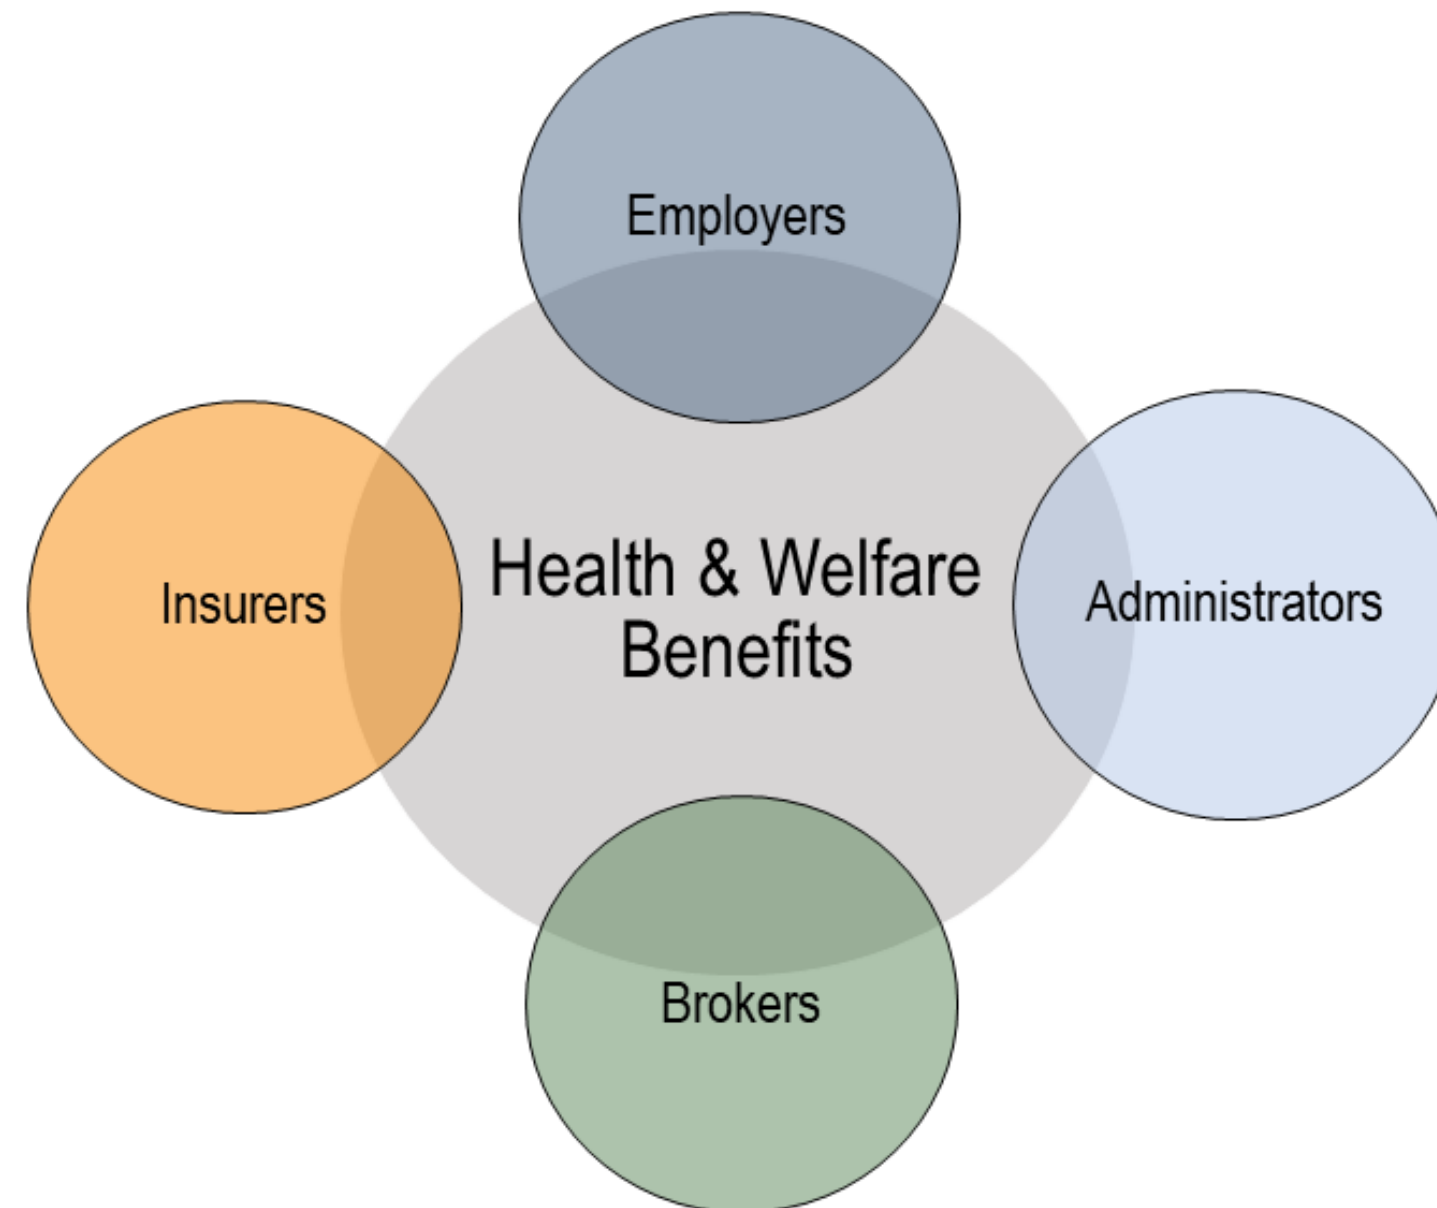 Employers
Insurers
Health & Welfare
Benefits
Administrators
Brokers